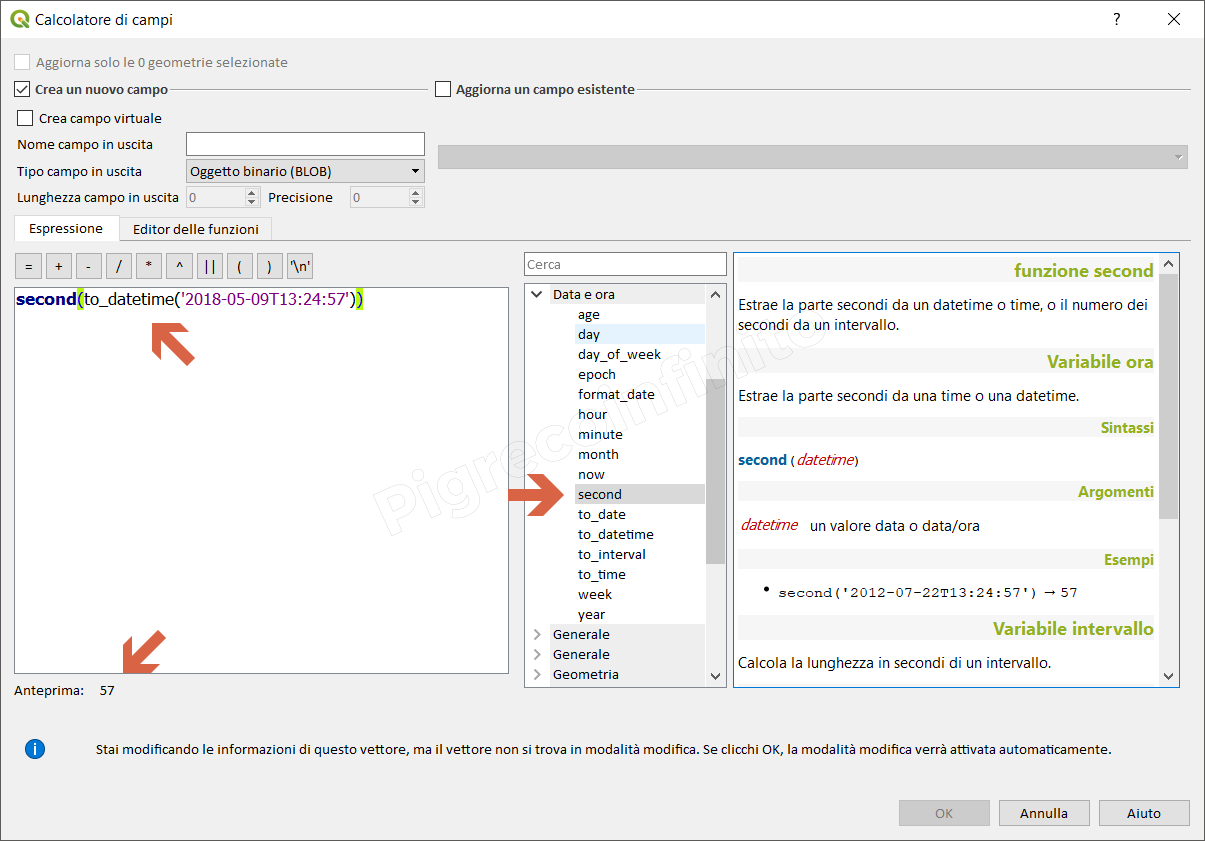 Calcolatore di campi
?
Aggiorna solo le 0 geometrie selezionate
Crea un nuovo campo
Aggiorna un campo esistente
Crea campo virtuale
Nome campo in uscita
Tipo campo in uscita Oggetto binario (BLOB)
Lunghezza campo in uscita 0 Precisione 0
Espressione Editor delle funzioni
= + - / * ^ || ( ) '\n'
second(to_datetime('2018-05-09T13:24:57'))
Anteprima: 57
Cerca
Data e ora
age
day
day_of_week
epoch
format_date
hour
minute
month
now
second
to_date
to_datetime
to_interval
to_time
week
year
Generale
Generale
Geometria
funzione second
Estrae la parte secondi da un datetime o time, o il numero dei
secondi da un intervallo.
Variabile ora
Estrae la parte secondi da una time o una datetime.
Sintassi
second (datetime)
Argomenti
datetime un valore data o data/ora
Esempi
• second('2012-07-22T13:24:57') → 57
Variabile intervallo
Calcola la lunghezza in secondi di un intervallo.
Pigrecoinfinito
Stai modificando le informazioni di questo vettore, ma il vettore non si trova in modalità modifica. Se clicchi OK, la modalità modifica verrà attivata automaticamente.
OK Annulla Aiuto